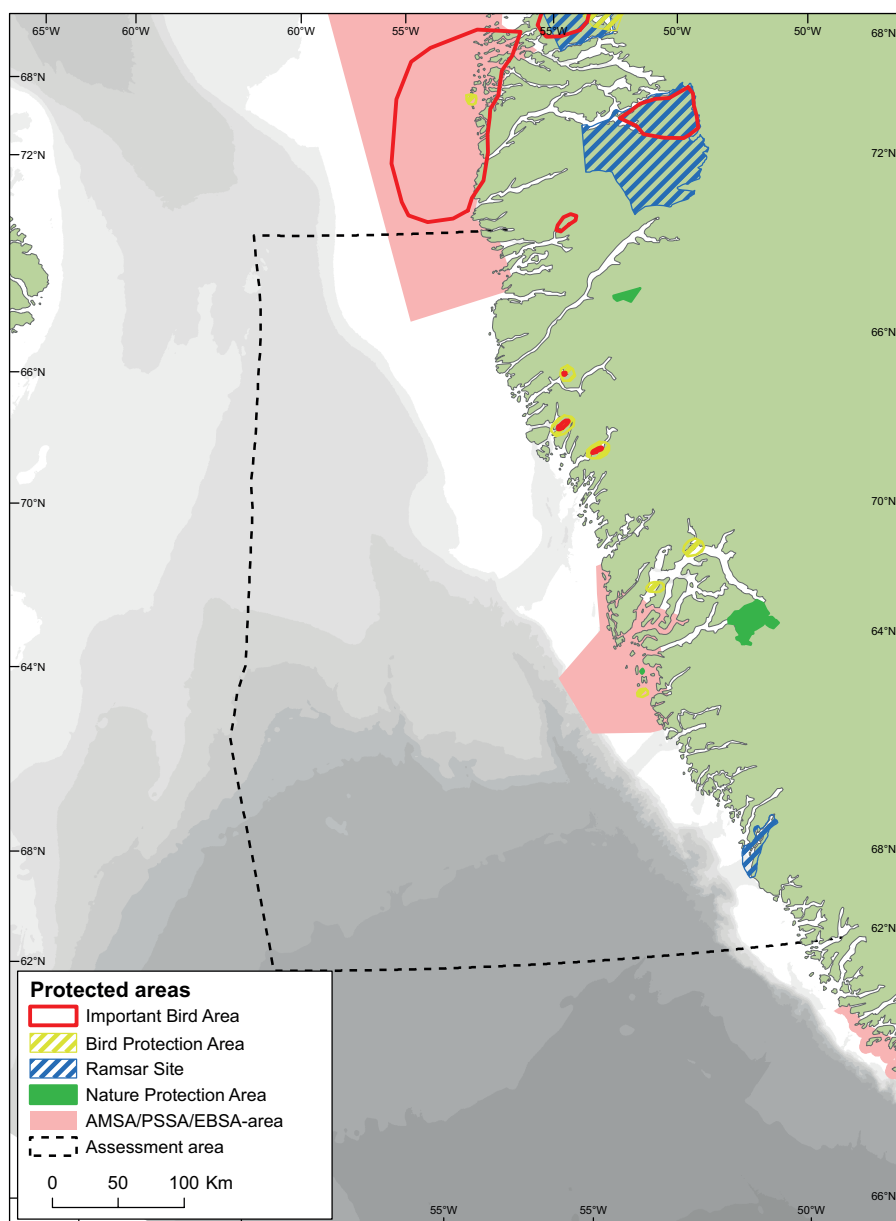 60°W 60°W 55°W 55°W 50°W 50°W
68°N
68°N
72°N
72°N
66°N
66°N
70°N
70°N
64°N
64°N
68°N
68°N
62°N
62°N
Protected areas
Important Bird Area
Bird Protection Area
Ramsar Site
Nature Protection Area
AMSA/PSSA/EBSA-area
Assessment area
0 50 100 Km
66°N
66°N
65°W 60°W 55°W 55°W 50°W